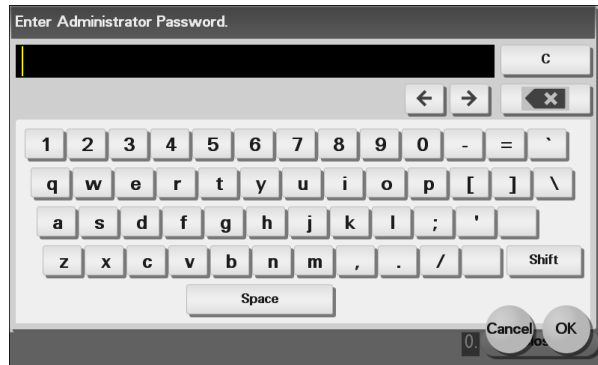 Enter Administrator Password.
C
← →
1 2 3 4 5 6 7 8 9 0 - = `
q w e r t y u i o p [ ] \
a s d f g h j k l ; '
z x c v b n m , . / Shift
Space
Cancel OK
0.